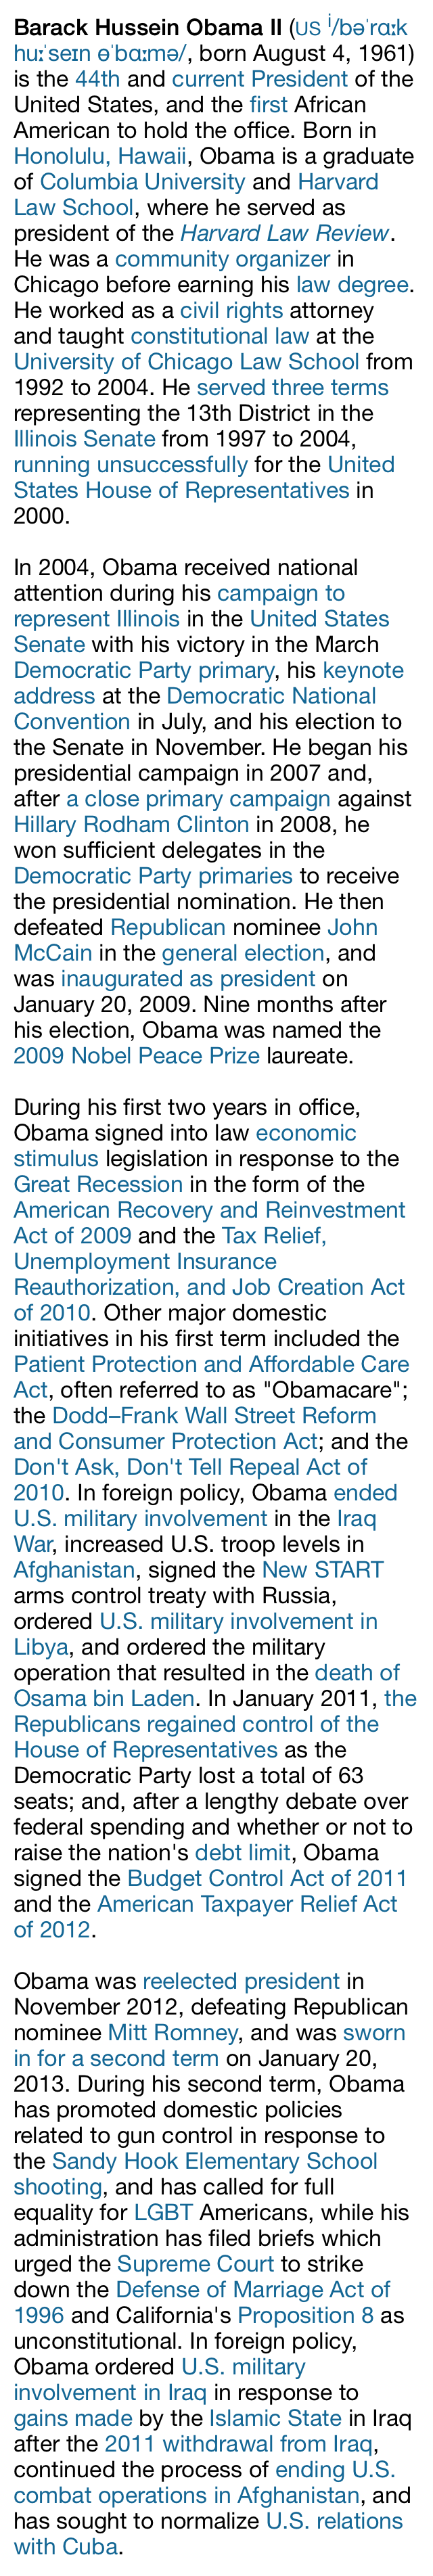 Barack Hussein Obama II (US i/bəˈrɑːk
huːˈseɪn ɵˈbɑːmə/, born August 4, 1961)
is the 44th and current President of the
United States, and the first African
American to hold the office. Born in
Honolulu, Hawaii, Obama is a graduate
of Columbia University and Harvard
Law School, where he served as
president of the Harvard Law Review.
He was a community organizer in
Chicago before earning his law degree.
He worked as a civil rights attorney
and taught constitutional law at the
University of Chicago Law School from
1992 to 2004. He served three terms
representing the 13th District in the
Illinois Senate from 1997 to 2004,
running unsuccessfully for the United
States House of Representatives in
2000.
In 2004, Obama received national
attention during his campaign to
represent Illinois in the United States
Senate with his victory in the March
Democratic Party primary, his keynote
address at the Democratic National
Convention in July, and his election to
the Senate in November. He began his
presidential campaign in 2007 and,
after a close primary campaign against
Hillary Rodham Clinton in 2008, he
won sufficient delegates in the
Democratic Party primaries to receive
the presidential nomination. He then
defeated Republican nominee John
McCain in the general election, and
was inaugurated as president on
January 20, 2009. Nine months after
his election, Obama was named the
2009 Nobel Peace Prize laureate.
During his first two years in office,
Obama signed into law economic
stimulus legislation in response to the
Great Recession in the form of the
American Recovery and Reinvestment
Act of 2009 and the Tax Relief,
Unemployment Insurance
Reauthorization, and Job Creation Act
of 2010. Other major domestic
initiatives in his first term included the
Patient Protection and Affordable Care
Act, often referred to as "Obamacare";
the Dodd–Frank Wall Street Reform
and Consumer Protection Act; and the
Don't Ask, Don't Tell Repeal Act of
2010. In foreign policy, Obama ended
U.S. military involvement in the Iraq
War, increased U.S. troop levels in
Afghanistan, signed the New START
arms control treaty with Russia,
ordered U.S. military involvement in
Libya, and ordered the military
operation that resulted in the death of
Osama bin Laden. In January 2011, the
Republicans regained control of the
House of Representatives as the
Democratic Party lost a total of 63
seats; and, after a lengthy debate over
federal spending and whether or not to
raise the nation's debt limit, Obama
signed the Budget Control Act of 2011
and the American Taxpayer Relief Act
of 2012.
Obama was reelected president in
November 2012, defeating Republican
nominee Mitt Romney, and was sworn
in for a second term on January 20,
2013. During his second term, Obama
has promoted domestic policies
related to gun control in response to
the Sandy Hook Elementary School
shooting, and has called for full
equality for LGBT Americans, while his
administration has filed briefs which
urged the Supreme Court to strike
down the Defense of Marriage Act of
1996 and California's Proposition 8 as
unconstitutional. In foreign policy,
Obama ordered U.S. military
involvement in Iraq in response to
gains made by the Islamic State in Iraq
after the 2011 withdrawal from Iraq,
continued the process of ending U.S.
combat operations in Afghanistan, and
has sought to normalize U.S. relations
with Cuba.